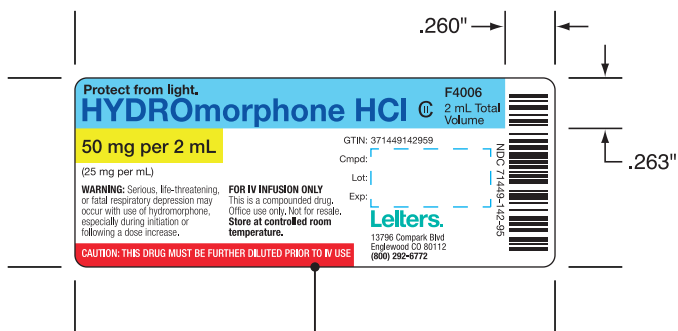 .260"
.263"
Protect from light.
HYDROmorphone HCl CII
F4006
2 mL Total
Volume
50 mg per 2 mL
(25 mg per mL)
WARNING: Serious, life-threatening,
or fatal respiratory depression may
occur with use of hydromorphone,
especially during initiation or
following a dose increase.
FOR IV INFUSION ONLY
This is a compounded drug.
Office use only. Not for resale.
Store at controlled room
temperature.
GTIN: 371449142959
Cmpd:
Lot:
Exp:
Leiters.
13796 Compark Blvd
Englewood CO 80112
(800) 292-6772
NDC 71449-142-95
CAUTION: THIS DRUG MUST BE FURTHER DILUTED PRIOR TO IV USE